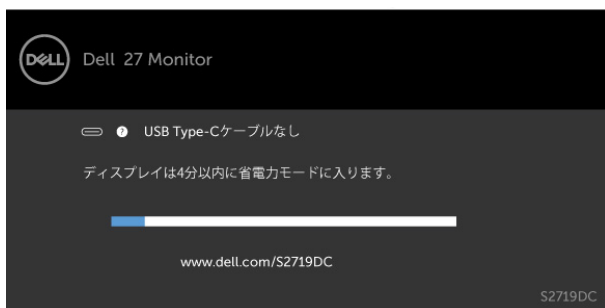 DELL
Dell 27 Monitor
? USB Type-Cケーブルなし
ディスプレイは4分以内に省電力モードに入ります。
www.dell.com/S2719DC
S2719DC